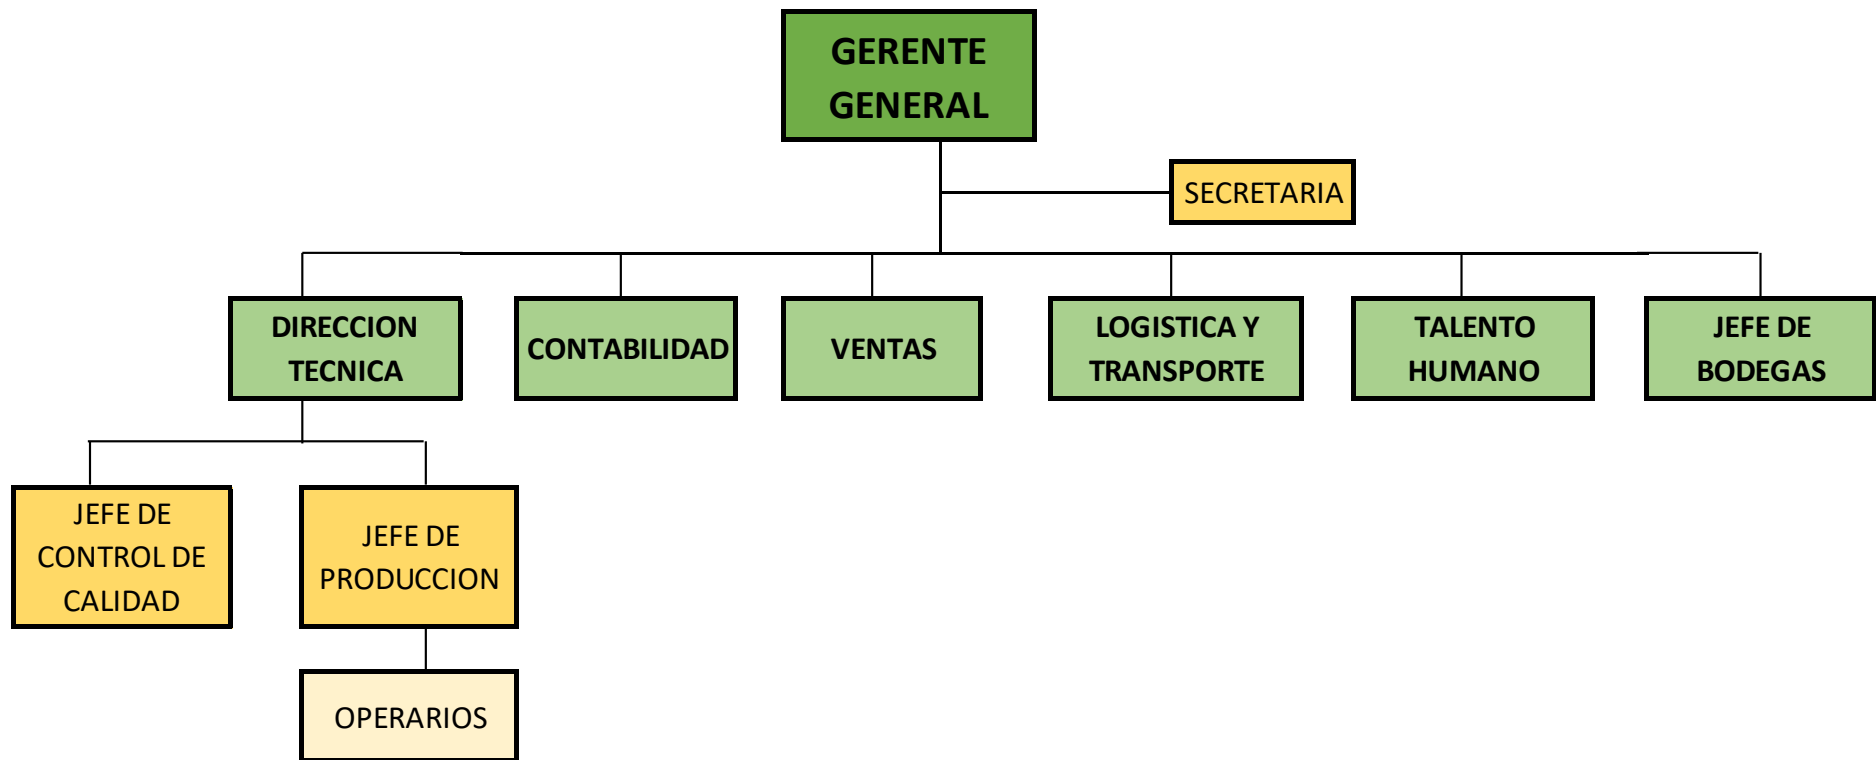 GERENTE
GENERAL
SECRETARIA
DIRECCION
TECNICA
CONTABILIDAD
VENTAS
LOGISTICA Y
TRANSPORTE
TALENTO
HUMANO
JEFE DE
BODEGAS
JEFE DE
CONTROL DE
CALIDAD
JEFE DE
PRODUCCION
OPERARIOS